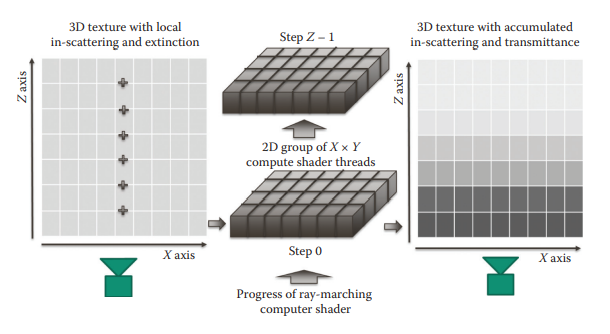 3D texture with local
in-scattering and extinction
Z axis
X axis
Step Z – 1
2D group of X × Y
compute shader threads
Step 0
Progress of ray-marching
computer shader
3D texture with accumulated
in-scattering and transmittance
Z axis
X axis